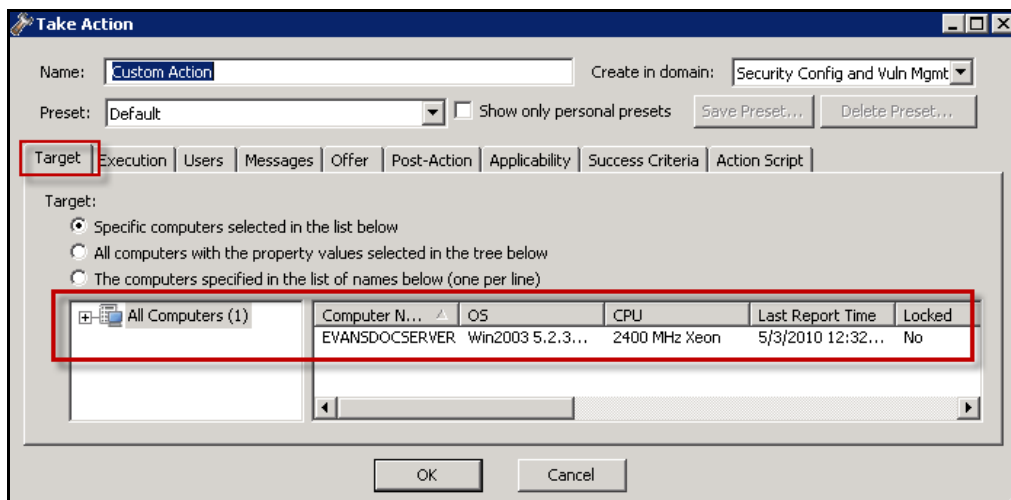 Take Action
Name: Custom Action Create in domain: Security Config and Vuln Mgmt
Preset: Default Show only personal presets Save Preset... Delete Preset...
Target Execution Users Messages Offer Post-Action Applicability Success Criteria Action Script
Target:
Specific computers selected in the list below
All computers with the property values selected in the tree below
The computers specified in the list of names below (one per line)
All Computers (1) Computer N... OS CPU Last Report Time Locked
EVANSDOCSERVER Win2003 5.2.3... 2400 MHz Xeon 5/3/2010 12:32... No
OK Cancel